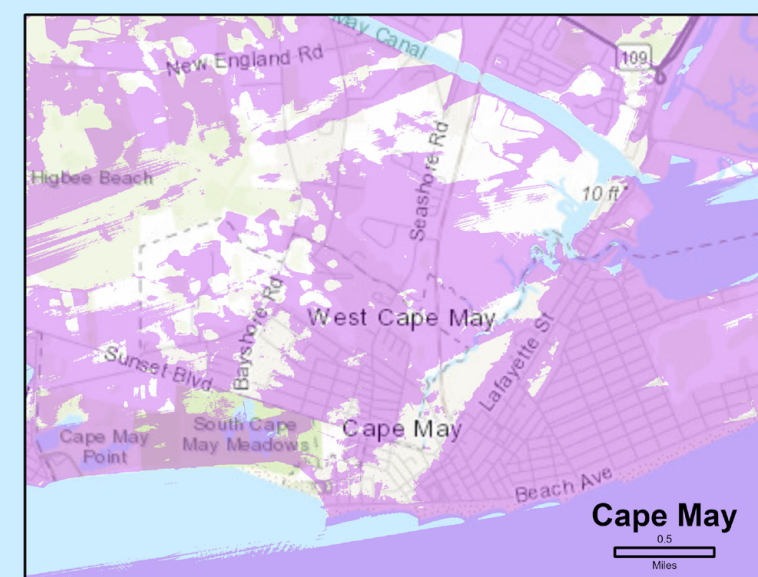 May Canal
New England Rd
109
Higbee Beach
Seashore Rd
10 ft
West Cape May
Bayshore Rd
Sunset Blvd
Lafayette St
South Cape
May Meadows
Cape May
Cape May
Point
Beach Ave
Cape May
0.5
Miles